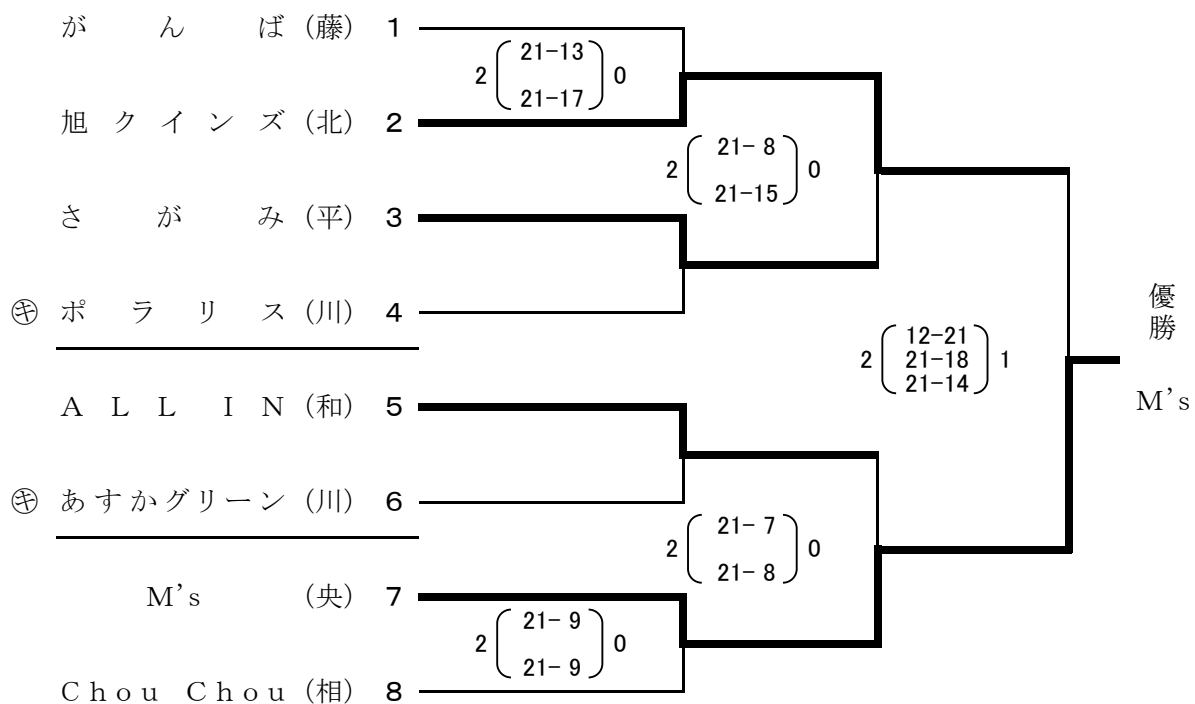 がんば（藤） 1
2 21-13 0
21-17
旭クインズ（北） 2
2 21- 8 0
21-15
さがみ（平） 3
㋖ ポラリス（川） 4
優勝
2 12-21 1
21-18
21-14
M's
ALL IN（和） 5
㋖ あすかグリーン（川） 6
2 21- 7 0
21- 8
M's（央） 7
2 21- 9 0
21- 9
Chou Chou（相） 8